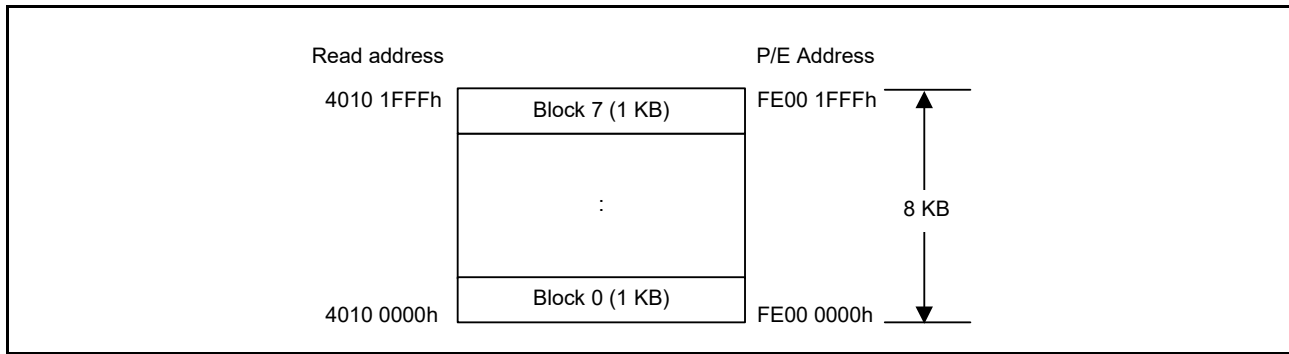 Read address
P/E Address
4010 1FFFh
Block 7 (1 KB)
FE00 1FFFh
:
8 KB
Block 0 (1 KB)
4010 0000h
FE00 0000h